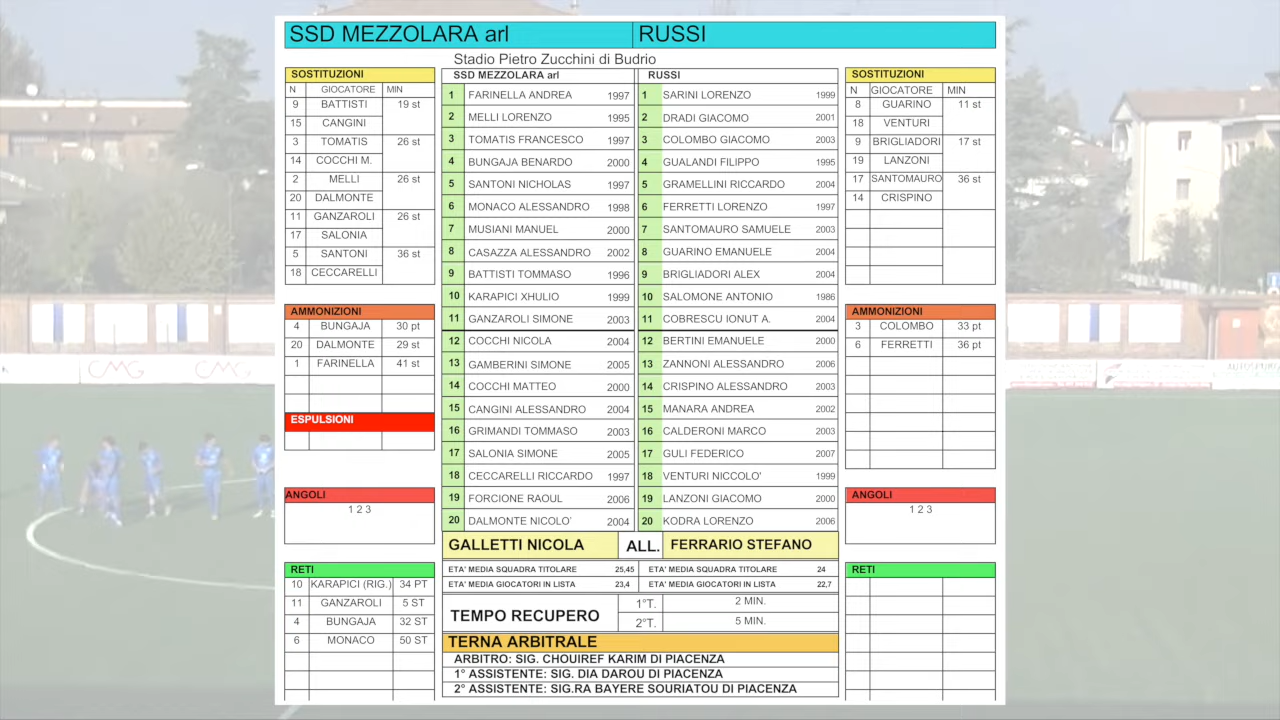 SSD MEZZOLARA arl RUSSI
Stadio Pietro Zucchini di Budrio
SOSTITUZIONI
N GIOCATORE MIN
9 BATTISTI 19 st
15 CANGINI
3 TOMATIS 26 st
14 COCCHI M.
2 MELLI 26 st
20 DALMONTE
11 GANZAROLI 26 st
17 SALONIA
5 SANTONI 36 st
18 CECCARELLI
AMMONIZIONI
4 BUNGAJA 30 pt
20 DALMONTE 29 st
1 FARINELLA 41 st
ESPULSIONI
ANGOLI
1 2 3
RETI
10 KARAPICI (RIG.) 34 PT
11 GANZAROLI 5 ST
4 BUNGAJA 32 ST
6 MONACO 50 ST
SSD MEZZOLARA arl RUSSI
1 FARINELLA ANDREA 1997 1 SARINI LORENZO 1999
2 MELLI LORENZO 1995 2 DRADI GIACOMO 2001
3 TOMATIS FRANCESCO 1997 3 COLOMBO GIACOMO 2003
4 BUNGAJA BENARDO 2000 4 GUALANDI FILIPPO 1995
5 SANTONI NICHOLAS 1997 5 GRAMELLINI RICCARDO 2004
6 MONACO ALESSANDRO 1998 6 FERRETTI LORENZO 1997
7 MUSIANI MANUEL 2000 7 SANTOMAURO SAMUELE 2003
8 CASAZZA ALESSANDRO 2002 8 GUARINO EMANUELE 2004
9 BATTISTI TOMMASO 1996 9 BRIGLIADORI ALEX 2004
10 KARAPICI XHULIO 1999 10 SALOMONE ANTONIO 1986
11 GANZAROLI SIMONE 2003 11 COBRESCU IONUT A. 2004
12 COCCHI NICOLA 2004 12 BERTINI EMANUELE 2000
13 GAMBERINI SIMONE 2005 13 ZANNONI ALESSANDRO 2006
14 COCCHI MATTEO 2000 14 CRISPINO ALESSANDRO 2003
15 CANGINI ALESSANDRO 2004 15 MANARA ANDREA 2002
16 GRIMANDI TOMMASO 2003 16 CALDERONI MARCO 2003
17 SALONIA SIMONE 2005 17 GULI FEDERICO 2007
18 CECCARELLI RICCARDO 1997 18 VENTURI NICCOLO' 1999
19 FORCIONE RAOUL 2006 19 LANZONI GIACOMO 2000
20 DALMONTE NICOLO' 2004 20 KODRA LORENZO 2006
GALLETTI NICOLA ALL. FERRARIO STEFANO
ETA' MEDIA SQUADRA TITOLARE 25,45 ETA' MEDIA SQUADRA TITOLARE 24
ETA' MEDIA GIOCATORI IN LISTA 23,4 ETA' MEDIA GIOCATORI IN LISTA 22,7
TEMPO RECUPERO
1°T. 2 MIN.
2°T. 5 MIN.
TERNA ARBITRALE
ARBITRO: SIG. CHOUIREF KARIM DI PIACENZA
1° ASSISTENTE: SIG. DIA DAROU DI PIACENZA
2° ASSISTENTE: SIG.RA BAYERE SOURIATOU DI PIACENZA
SOSTITUZIONI
N GIOCATORE MIN
8 GUARINO 11 st
18 VENTURI
9 BRIGLIADORI 17 st
19 LANZONI
17 SANTOMAURO 36 st
14 CRISPINO
AMMONIZIONI
3 COLOMBO 33 pt
6 FERRETTI 36 pt
ANGOLI
1 2 3
RETI
CMG CMG